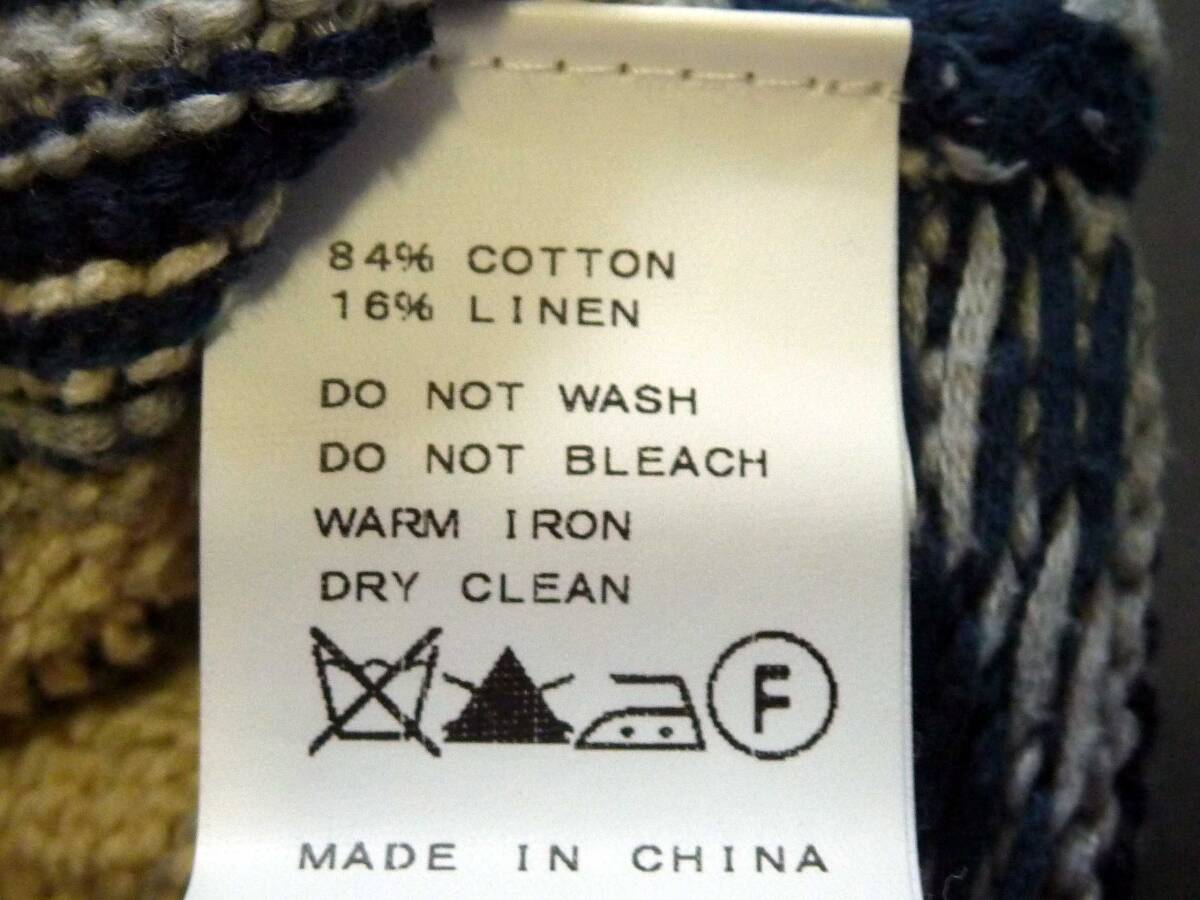 84% COTTON
16% LINEN
DO NOT WASH
DO NOT BLEACH
WARM IRON
DRY CLEAN
F
MADE IN CHINA